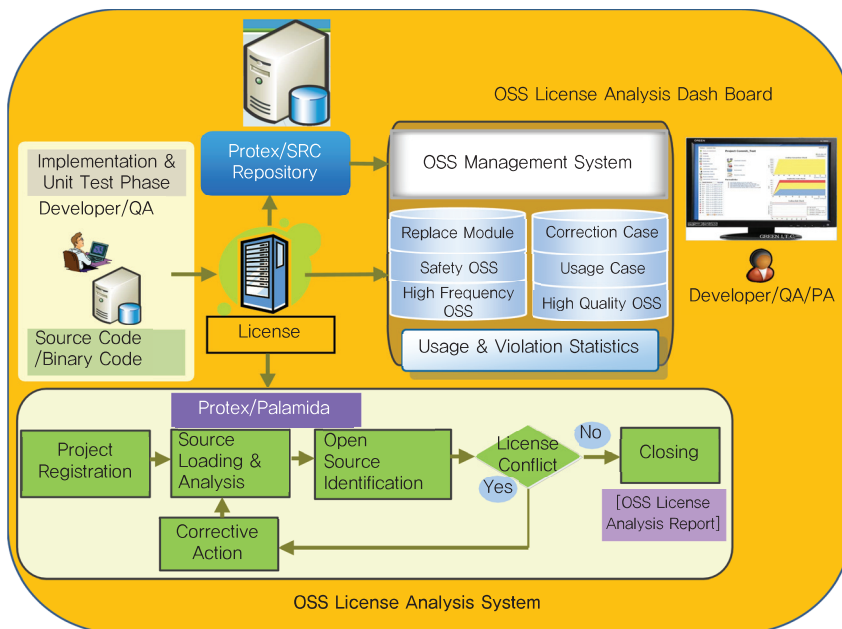 OSS License Analysis Dash Board
Implementation &
Unit Test Phase
Developer/QA
Source Code
/Binary Code
Protex/SRC
Repository
License
OSS Management System
Replace Module
Safety OSS
High Frequency
OSS
Correction Case
Usage Case
High Quality OSS
Usage & Violation Statistics
GREEN I.T.C
Developer/QA/PA
Protex/Palamida
Project
Registration
Source
Loading &
Analysis
Open
Source
Identification
License
Conflict
No
Yes
Closing
[OSS License
Analysis Report]
Corrective
Action
OSS License Analysis System